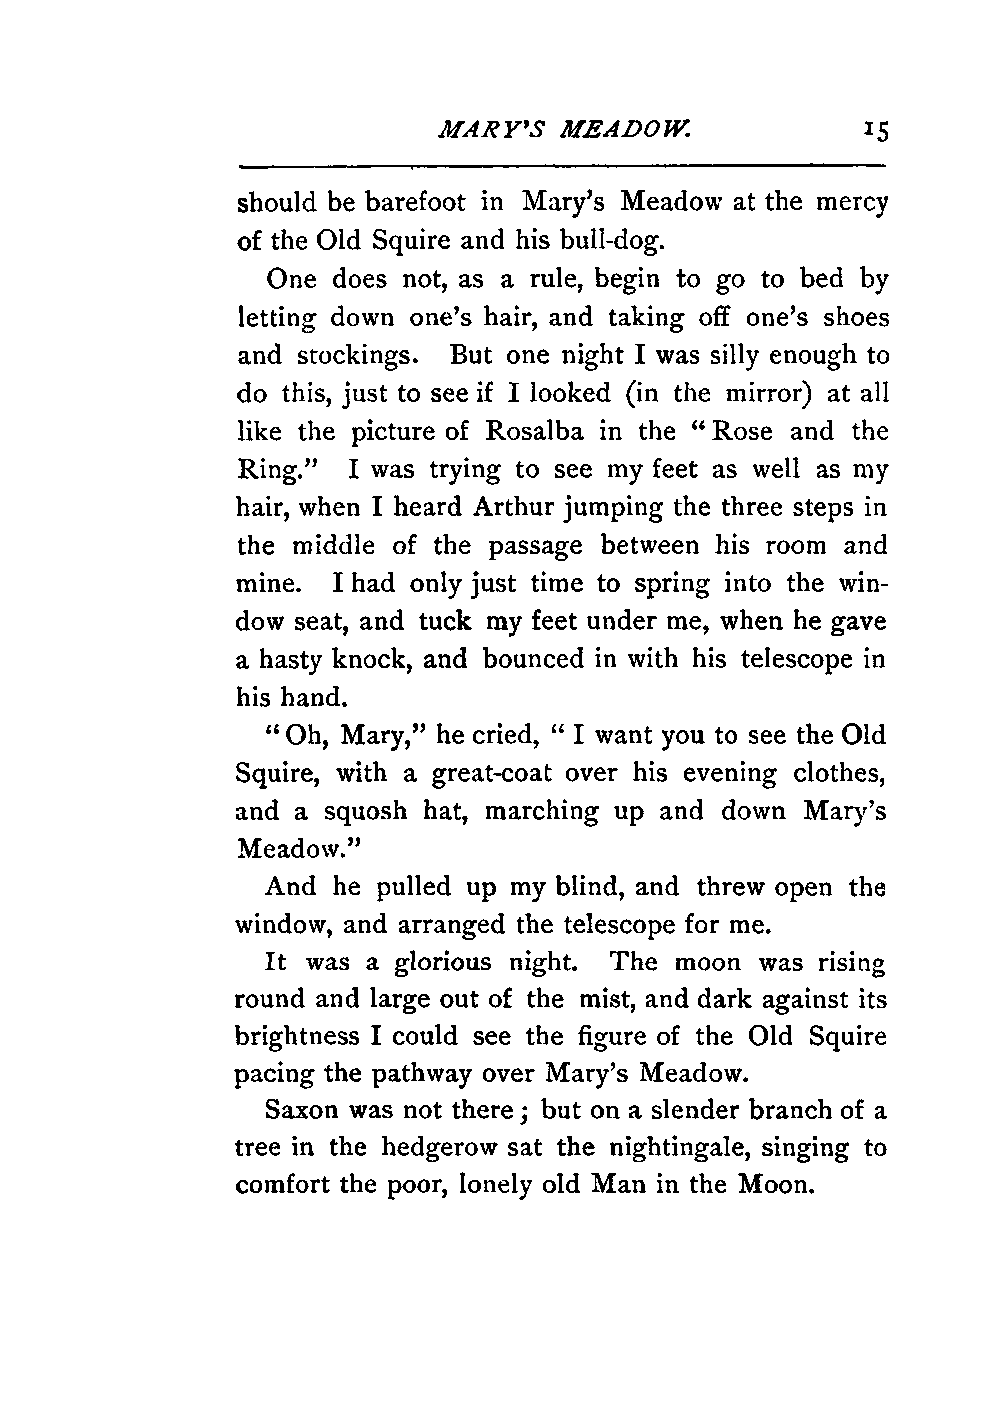 MARY'S MEADOW. 15
should be barefoot in Mary's Meadow at the mercy
of the Old Squire and his bull-dog.
One does not, as a rule, begin to go to bed by
letting down one's hair, and taking off one's shoes
and stockings. But one night I was silly enough to
do this, just to see if I looked (in the mirror) at all
like the picture of Rosalba in the "Rose and the
Ring." I was trying to see my feet as well as my
hair, when I heard Arthur jumping the three steps in
the middle of the passage between his room and
mine. I had only just time to spring into the win-
dow seat, and tuck my feet under me, when he gave
a hasty knock, and bounced in with his telescope in
his hand.
"Oh, Mary," he cried, "I want you to see the Old
Squire, with a great-coat over his evening clothes,
and a squosh hat, marching up and down Mary's
Meadow."
And he pulled up my blind, and threw open the
window, and arranged the telescope for me.
It was a glorious night. The moon was rising
round and large out of the mist, and dark against its
brightness I could see the figure of the Old Squire
pacing the pathway over Mary's Meadow.
Saxon was not there; but on a slender branch of a
tree in the hedgerow sat the nightingale, singing to
comfort the poor, lonely old Man in the Moon.